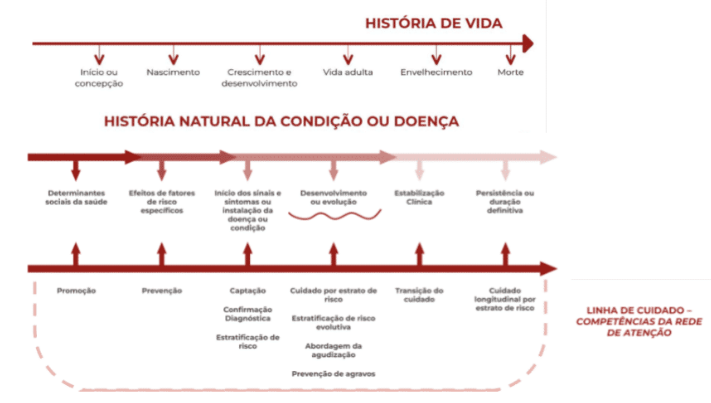 HISTÓRIA DE VIDA
Início ou
concepção
Nascimento
Crescimento e
desenvolvimento
Vida adulta
Envelhecimento
Morte
HISTÓRIA NATURAL DA CONDIÇÃO OU DOENÇA
Determinantes
sociais da saúde
Efeitos de fatores
de risco
específicos
Início dos sinais e
sintomas ou
instalação da
doença ou
condição
Desenvolvimento
ou evolução
Estabilização
Clínica
Persistência ou
duração
definitiva
Promoção
Prevenção
Captação
Confirmação
Diagnóstica
Estratificação de
risco
Cuidado por estrato de
risco
Estratificação de risco
evolutiva
Abordagem da
agudização
Prevenção de agravos
Transição do
cuidado
Cuidado
longitudinal por
estrato de risco
LINHA DE CUIDADO –
COMPETÊNCIAS DA REDE
DE ATENÇÃO